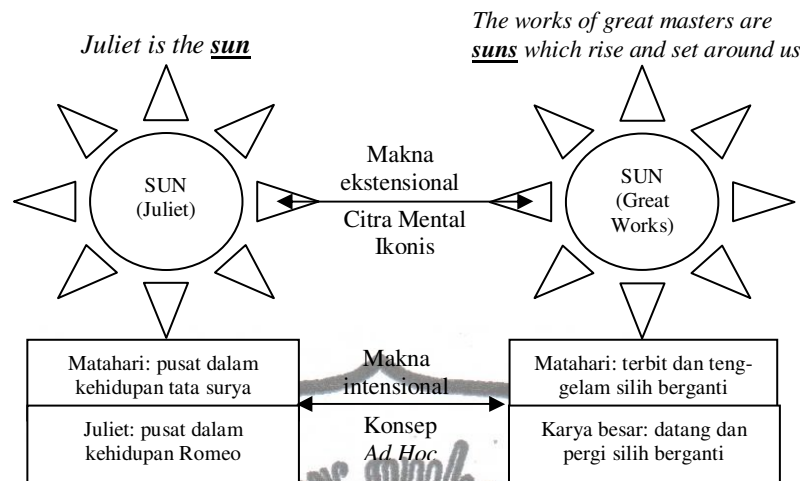 Juliet is the sun
The works of great masters are
suns which rise and set around us
SUN
(Juliet)
Makna
ekstensional
Citra Mental
Ikonis
SUN
(Great
Works)
Matahari: pusat dalam
kehidupan tata surya
Juliet: pusat dalam
kehidupan Romeo
Makna
intensional
Konsep
Ad Hoc
Matahari: terbit dan teng-
gelam silih berganti
Karya besar: datang dan
pergi silih berganti